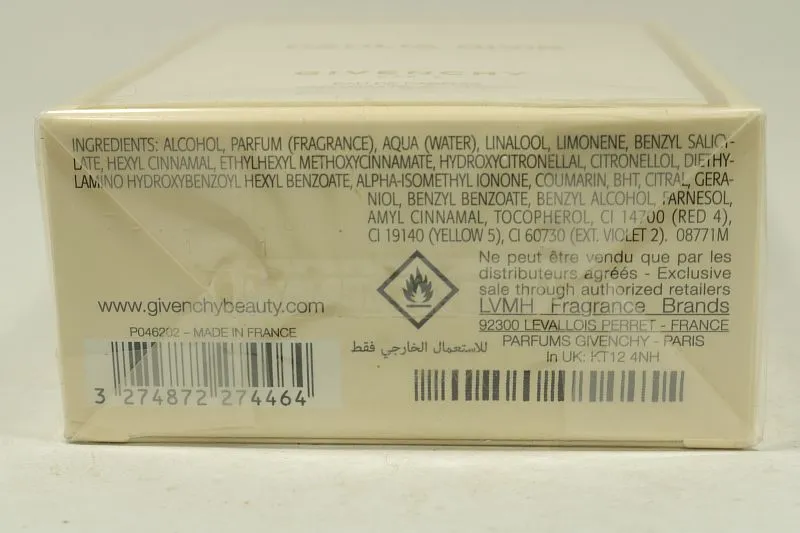 GIVENCHY
INGREDIENTS: ALCOHOL, PARFUM (FRAGRANCE), AQUA (WATER), LINALOOL, LIMONENE, BENZYL SALICY-
LATE, HEXYL CINNAMAL, ETHYLHEXYL METHOXYCINNAMATE, HYDROXYCITRONELLAL, CITRONELLOL, DIETHY-
LAMINO HYDROXYBENZOYL HEXYL BENZOATE, ALPHA-ISOMETHYL IONONE, COUMARIN, BHT, CITRAL, GERA-
NIOL, BENZYL BENZOATE, BENZYL ALCOHOL, FARNESOL,
AMYL CINNAMAL, TOCOPHEROL, CI 14700 (RED 4),
CI 19140 (YELLOW 5), CI 60730 (EXT. VIOLET 2). 08771M
Ne peut être vendu que par les
distributeurs agréés - Exclusive
sale through authorized retailers
LVMH Fragrance Brands
92300 LEVALLOIS PERRET - FRANCE
PARFUMS GIVENCHY - PARIS
In UK: KT12 4NH
www.givenchybeauty.com
P046202 - MADE IN FRANCE
للاستعمال الخارجي فقط
3 274872 274464